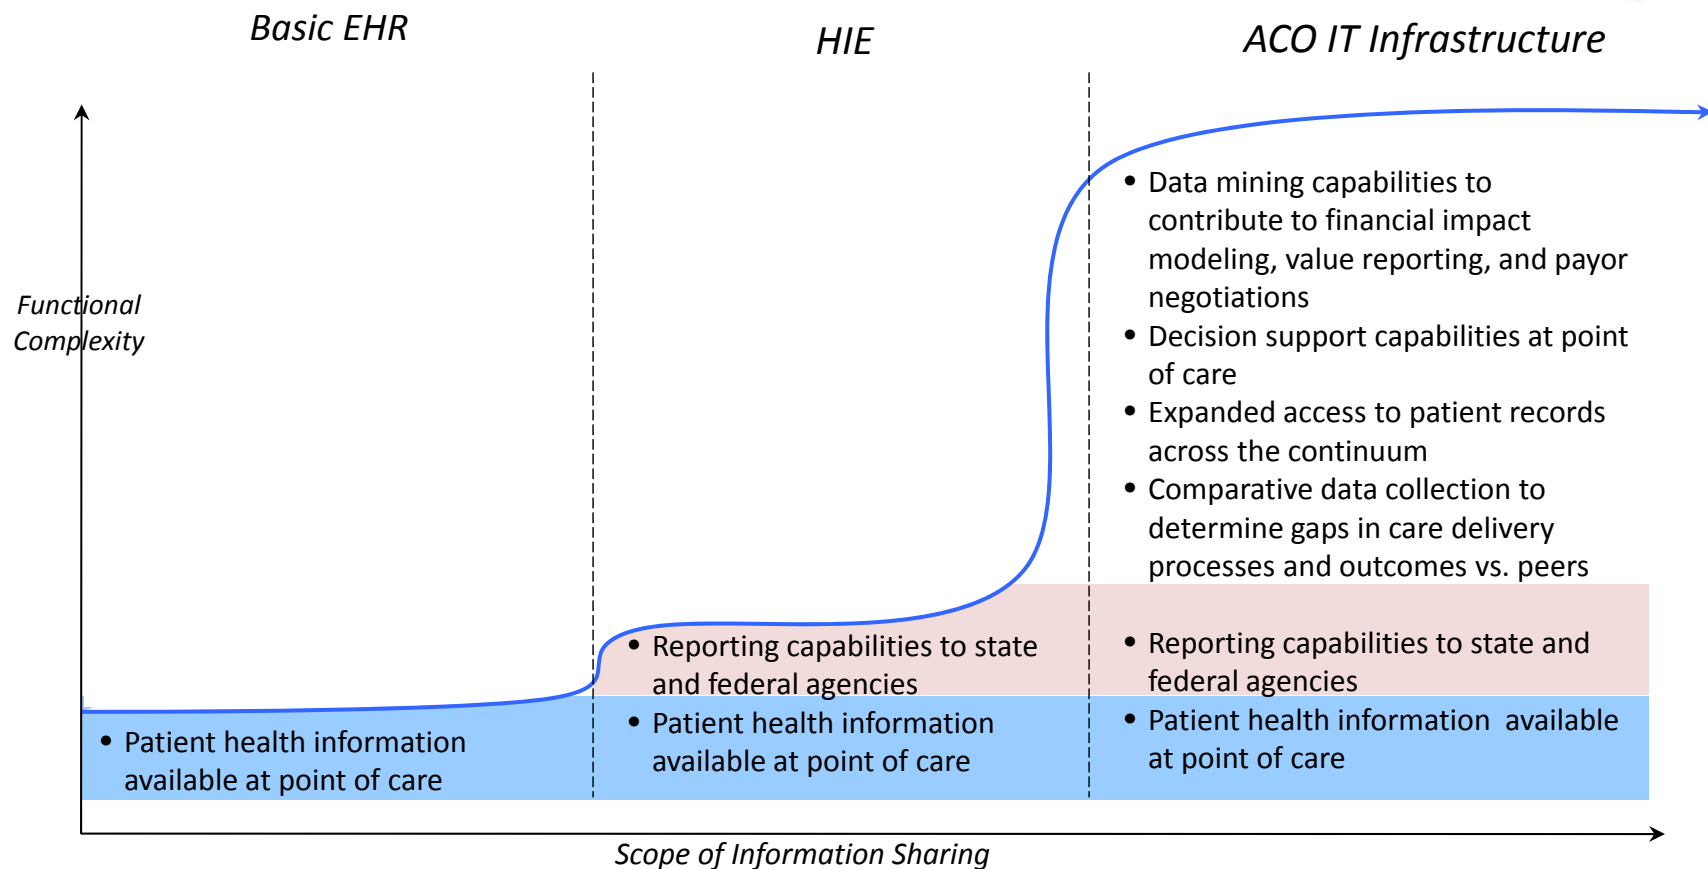 Basic EHR
HIE
ACO IT Infrastructure
Functional
Complexity
• Patient health information
available at point of care
• Reporting capabilities to state
and federal agencies
• Patient health information
available at point of care
• Data mining capabilities to
contribute to financial impact
modeling, value reporting, and payor
negotiations
• Decision support capabilities at point
of care
• Expanded access to patient records
across the continuum
• Comparative data collection to
determine gaps in care delivery
processes and outcomes vs. peers
• Reporting capabilities to state and
federal agencies
• Patient health information available
at point of care
Scope of Information Sharing